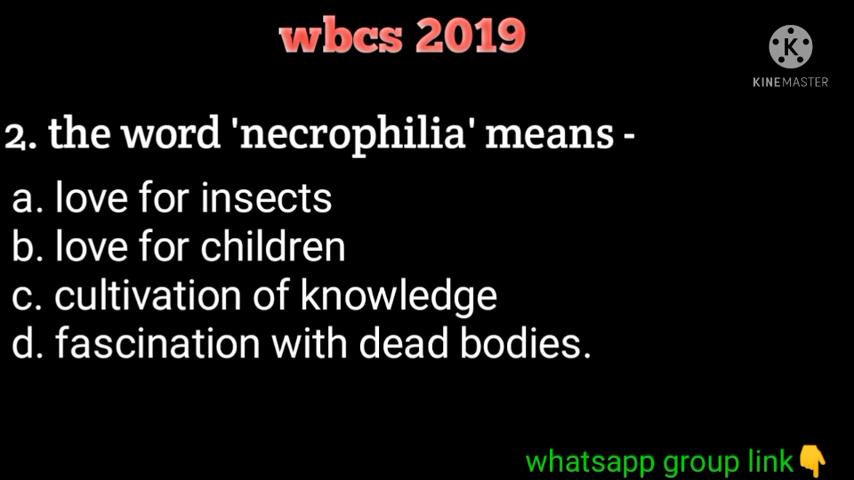 wbcs 2019
K
KINEMASTER
2. the word 'necrophilia' means -
a. love for insects
b. love for children
c. cultivation of knowledge
d. fascination with dead bodies.
whatsapp group link👇